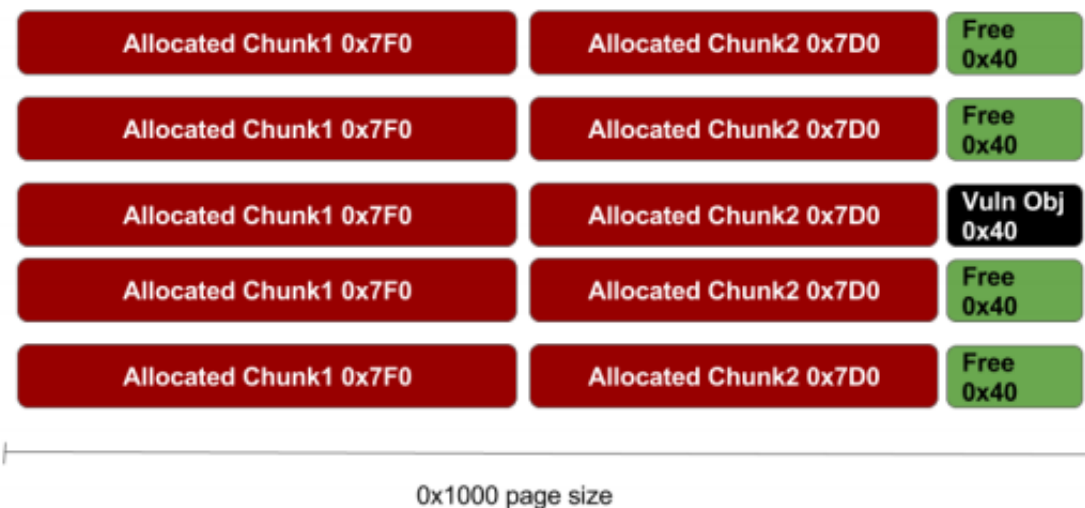 Allocated Chunk1 0x7F0
Allocated Chunk2 0x7D0
Free
0x40
Allocated Chunk1 0x7F0
Allocated Chunk2 0x7D0
Free
0x40
Allocated Chunk1 0x7F0
Allocated Chunk2 0x7D0
Vuln Obj
0x40
Allocated Chunk1 0x7F0
Allocated Chunk2 0x7D0
Free
0x40
Allocated Chunk1 0x7F0
Allocated Chunk2 0x7D0
Free
0x40
0x1000 page size